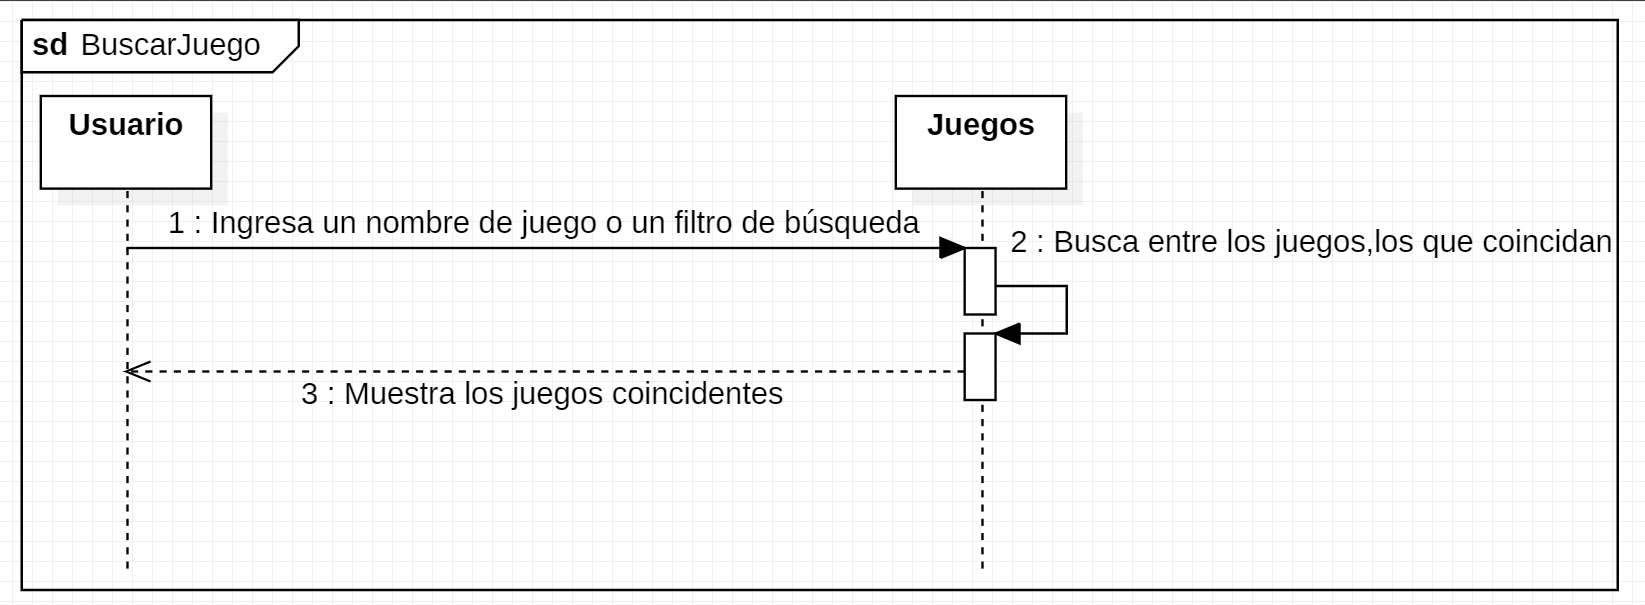 sd BuscarJuego
Usuario
Juegos
1 : Ingresa un nombre de juego o un filtro de búsqueda
2 : Busca entre los juegos,los que coincidan
3 : Muestra los juegos coincidentes